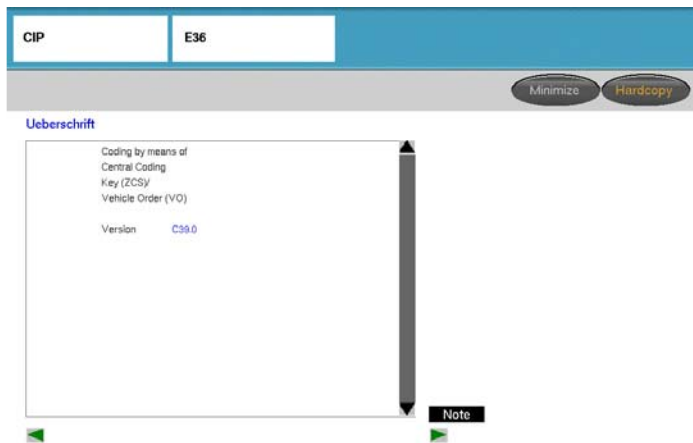 CIP E36
Minimize Hardcopy
Ueberschrift
Coding by means of
Central Coding
Key (ZCS)/
Vehicle Order (VO)
Version C39.0
Note